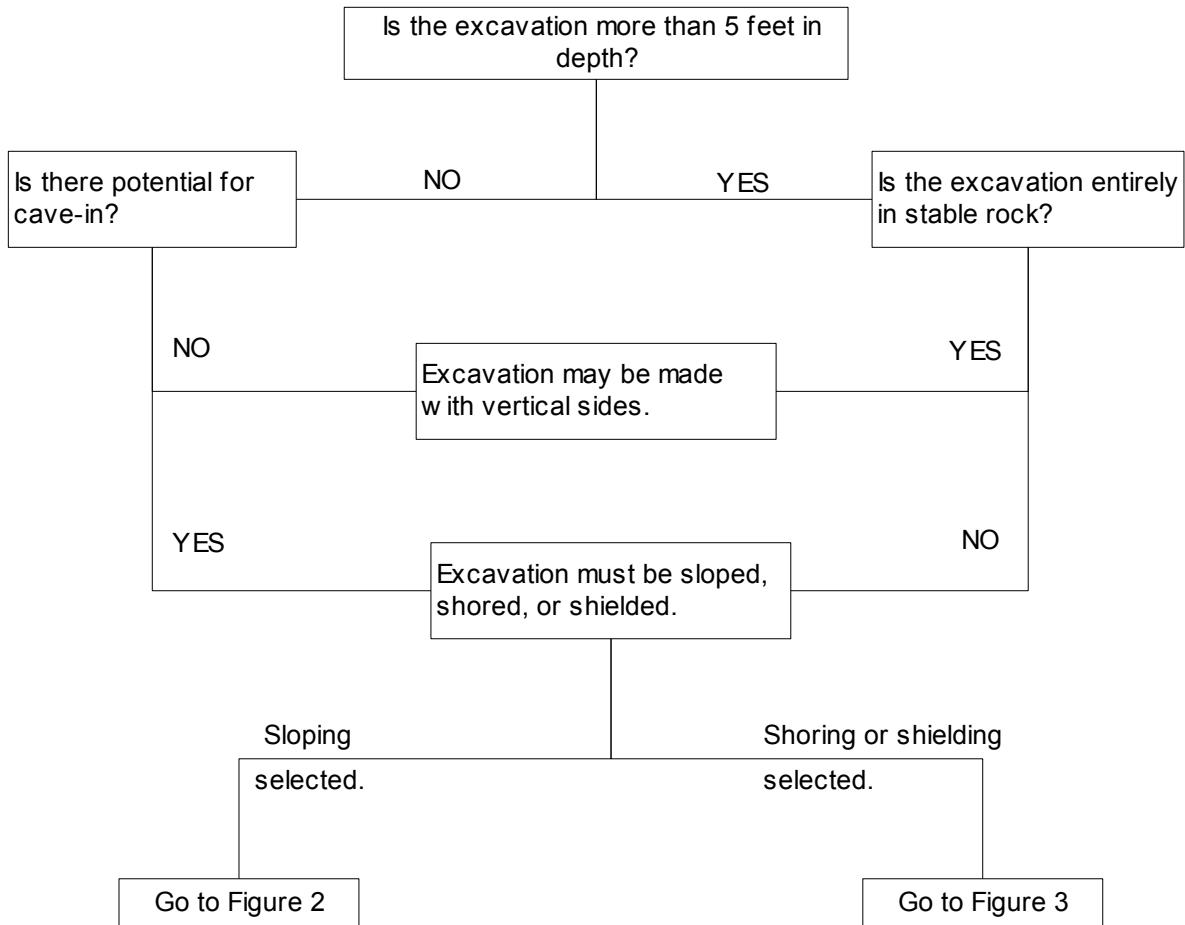 Is the excavation more than 5 feet in
depth?
NO
YES
Is there potential for
cave-in?
Is the excavation entirely
in stable rock?
NO
YES
Excavation may be made
with vertical sides.
YES
NO
Excavation must be sloped,
shored, or shielded.
Sloping
selected.
Shoring or shielding
selected.
Go to Figure 2
Go to Figure 3